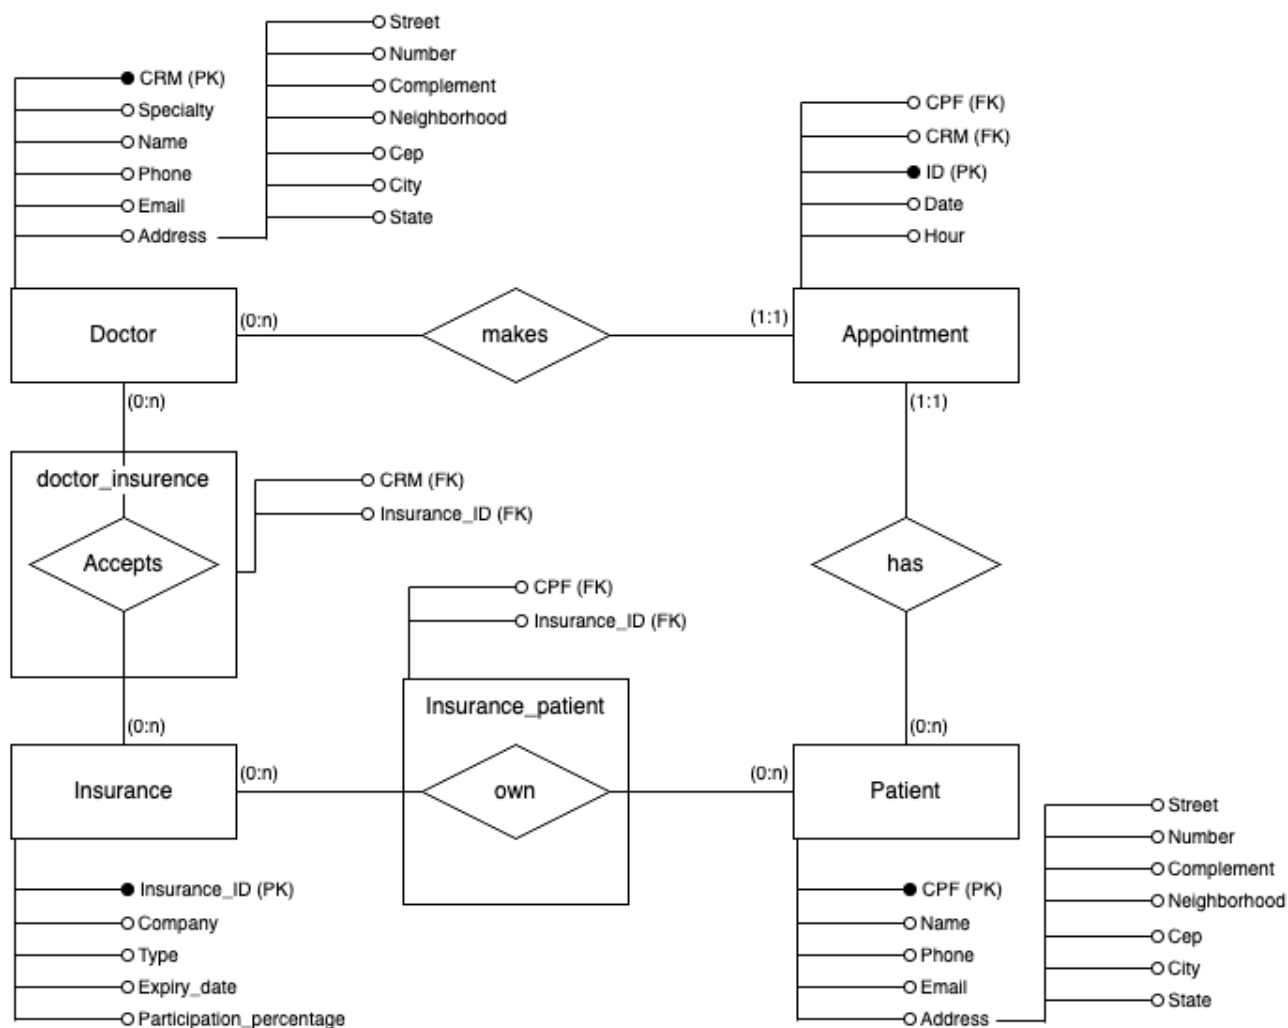 Street
Number
Complement
Neighborhood
Cep
City
State
CRM (PK)
Specialty
Name
Phone
Email
Address
CPF (FK)
CRM (FK)
ID (PK)
Date
Hour
Doctor
(0:n)
makes
(1:1)
Appointment
(0:n)
(1:1)
doctor_insurence
Accepts
CRM (FK)
Insurance_ID (FK)
has
CPF (FK)
Insurance_ID (FK)
Insurance_patient
(0:n)
(0:n)
Insurance
(0:n)
own
(0:n)
Patient
Insurance_ID (PK)
Company
Type
Expiry_date
Participation_percentage
CPF (PK)
Name
Phone
Email
Address
Street
Number
Complement
Neighborhood
Cep
City
State